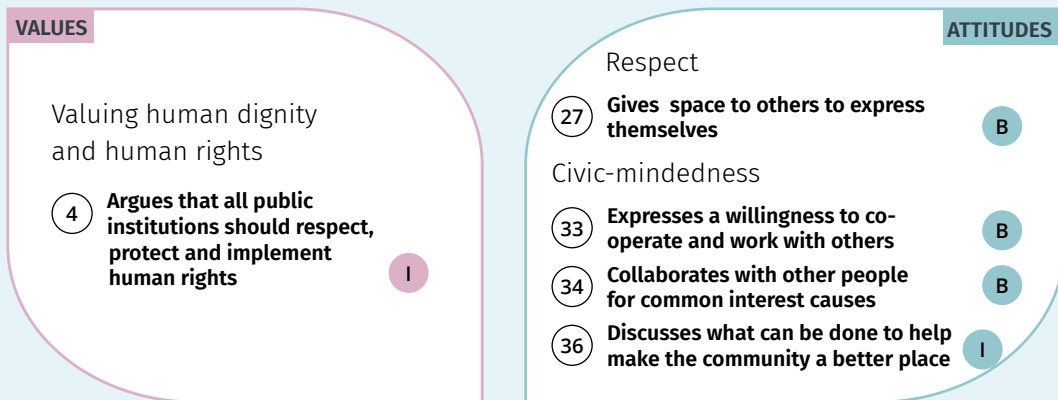 VALUES
Valuing human dignity
and human rights
4
Argues that all public
institutions should respect,
protect and implement
human rights
I
ATTITUDES
Respect
27
Gives space to others to express
themselves
B
Civic-mindedness
33
Expresses a willingness to co-
operate and work with others
B
34
Collaborates with other people
for common interest causes
B
36
Discusses what can be done to help
make the community a better place
I